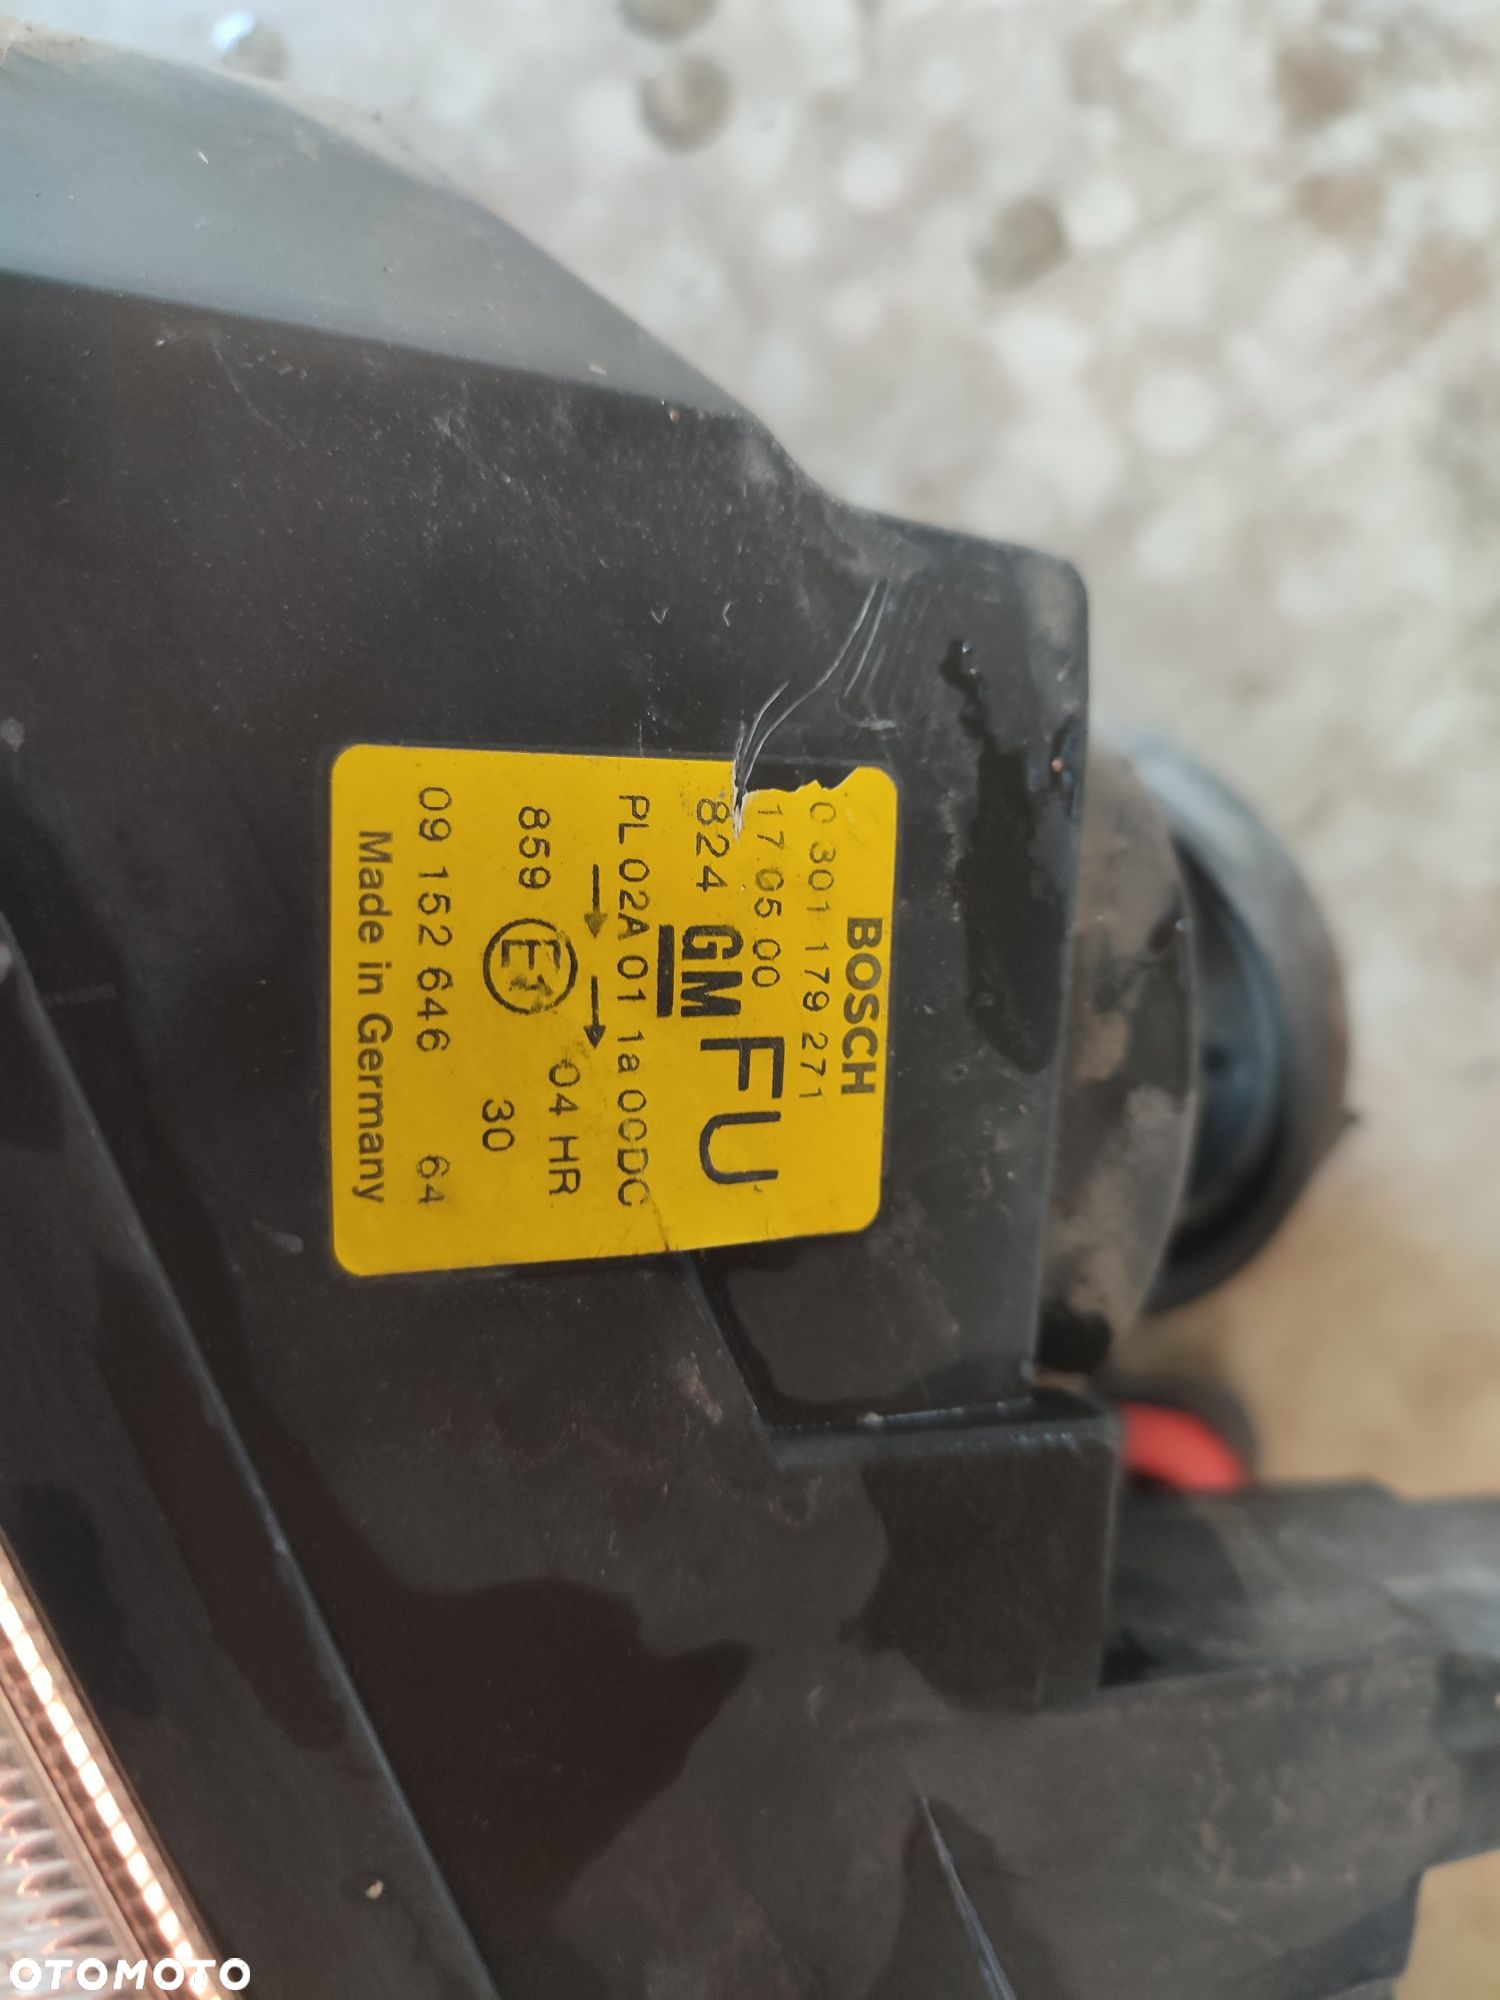 BOSCH
0 301 179 271
17 05 00
824 GM FU
PL 02A 01 1a 00DC
→ →
859 E1 04 HR
30
09 152 646 64
Made in Germany
OTOMOTO